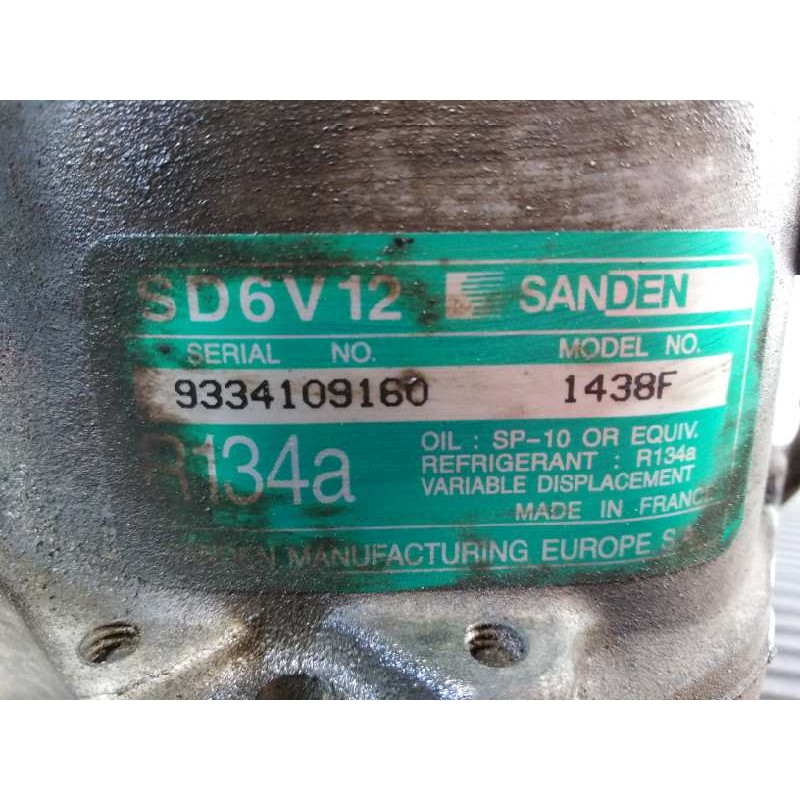 SD6V12 SANDEN
SERIAL NO. MODEL NO.
9334109160 1438F
R134a
OIL : SP-10 OR EQUIV.
REFRIGERANT : R134a
VARIABLE DISPLACEMENT
MADE IN FRANCE
SANDEN MANUFACTURING EUROPE